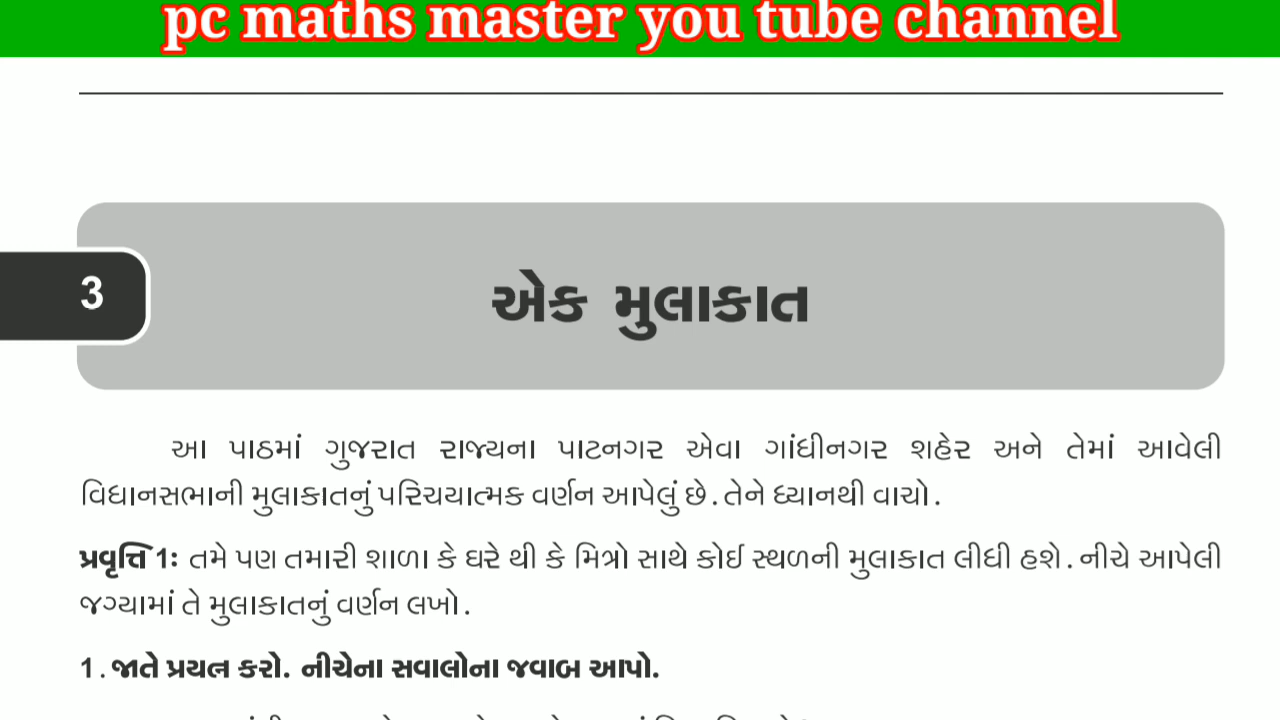 pc maths master you tube channel
3
એક મુલાકાત
આ પાઠમાં ગુજરાત રાજ્યના પાટનગર એવા ગાંધીનગર શહેર અને તેમાં આવેલી
વિધાનસભાની મુલાકાતનું પરિચયાત્મક વર્ણન આપેલું છે. તેને ધ્યાનથી વાચો.
પ્રવૃત્તિ 1: તમે પણ તમારી શાળા કે ઘરે થી કે મિત્રો સાથે કોઈ સ્થળની મુલાકાત લીધી હશે. નીચે આપેલી
જગ્યામાં તે મુલાકાતનું વર્ણન લખો.
1. જાતે પ્રયત્ન કરો. નીચેના સવાલોના જવાબ આપો.